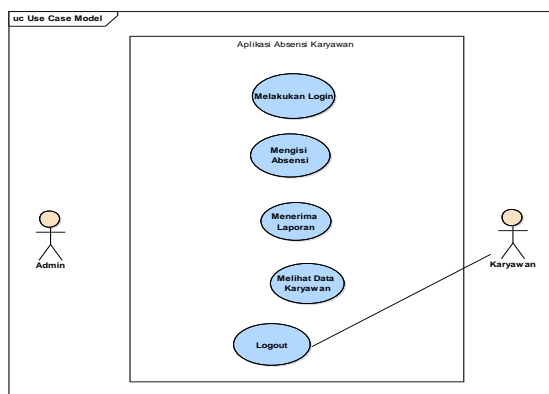 uc Use Case Model
Aplikasi Absensi Karyawan
Melakukan Login
Mengisi
Absensi
Menerima
Laporan
Admin
Karyawan
Melihat Data
Karyawan
Logout